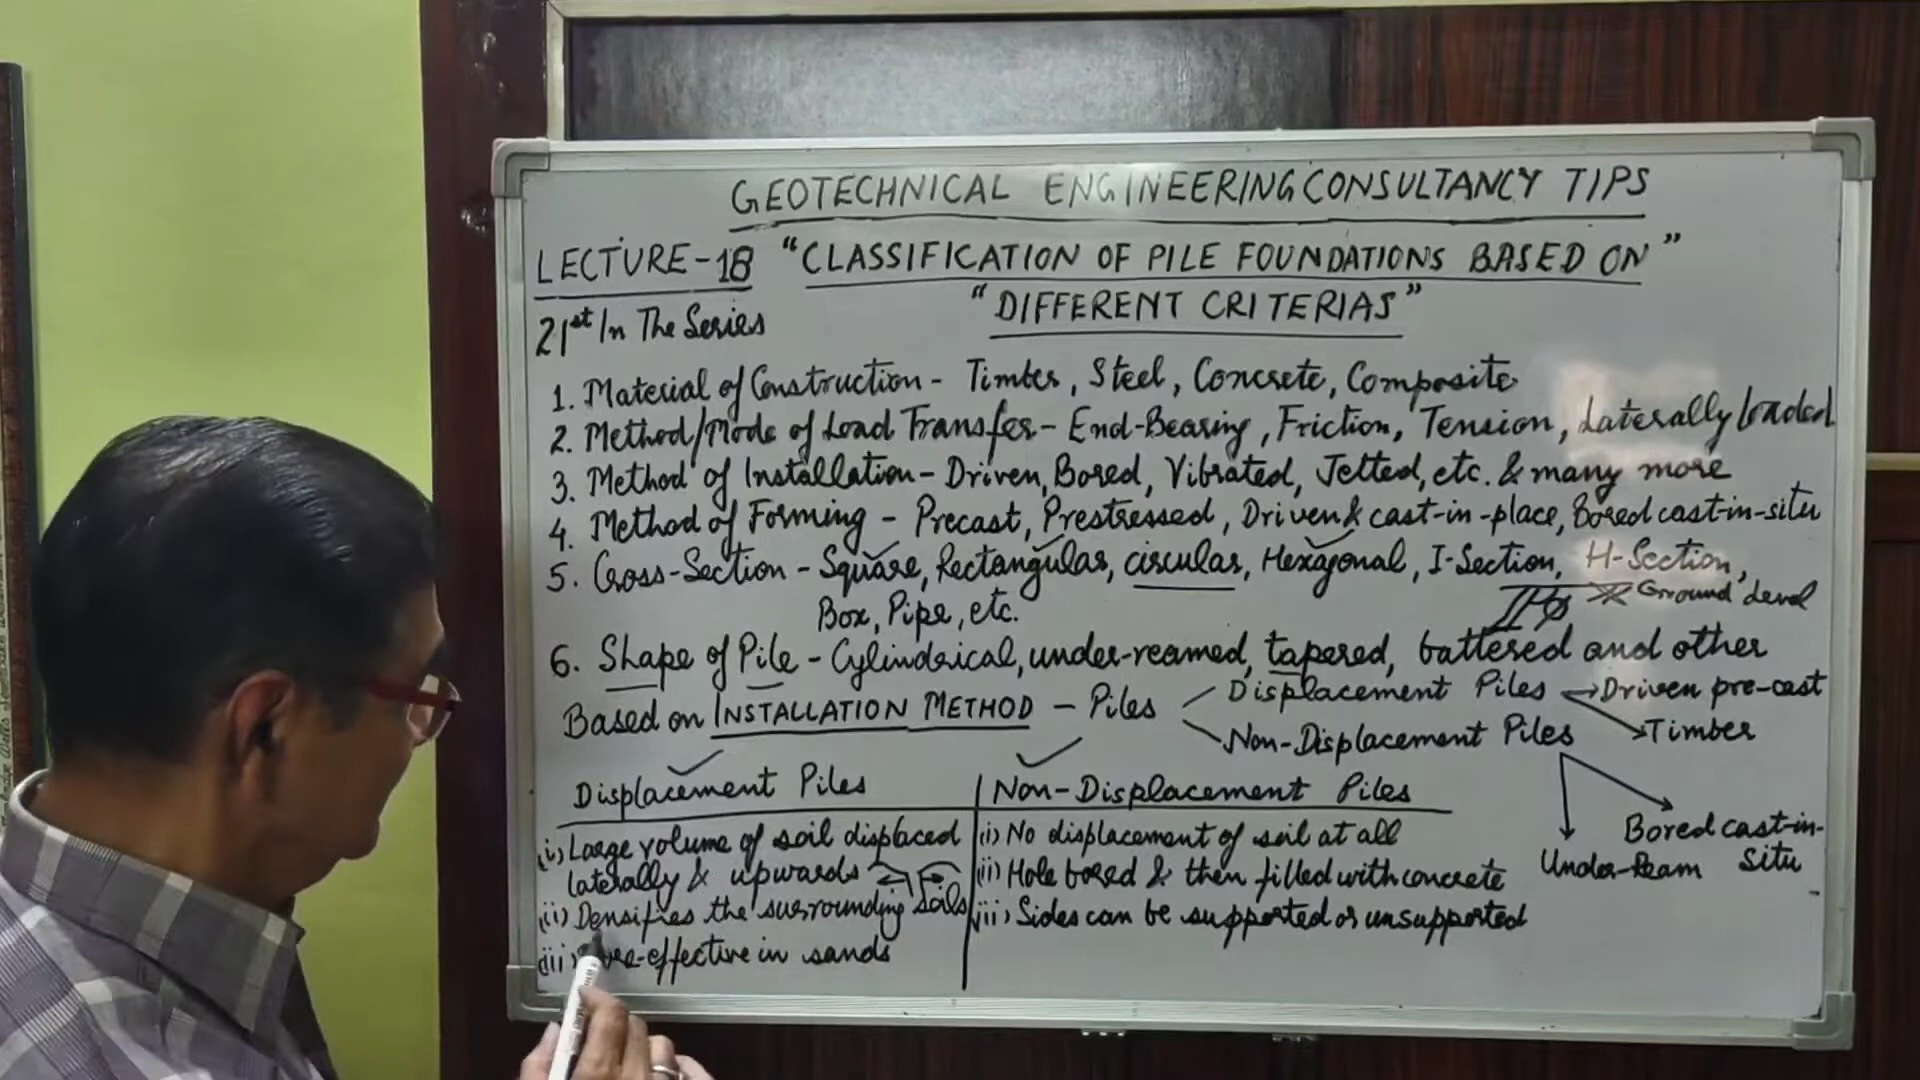 GEOTECHNICAL ENGINEERING CONSULTANCY TIPS
LECTURE-18 "CLASSIFICATION OF PILE FOUNDATIONS BASED ON"
"DIFFERENT CRITERIAS"
21st In The Series
1. Material of Construction - Timber, Steel, Concrete, Composite
2. Method/Mode of Load Transfer - End-Bearing, Friction, Tension, Laterally loaded
3. Method of Installation - Driven, Bored, Vibrated, Jetted, etc. & many more
4. Method of Forming - Precast, Prestressed, Driven & cast-in-place, Bored cast-in-situ
5. Cross-Section - Square, Rectangular, circular, Hexagonal, I-Section, H-Section,
Box, Pipe, etc.
Ground Level
6. Shape of Pile - Cylindrical, under-reamed, tapered, battered and other
Based on INSTALLATION METHOD - Piles
Displacement Piles → Driven pre-cast
Timber
Non-Displacement Piles
Bored cast-in-
situ
Under-Ream
Displacement Piles
(i) Large volume of soil displaced
laterally & upwards
(ii) Densifies the surrounding soils
(iii) effective in sands
Non-Displacement Piles
(i) No displacement of soil at all
(ii) Hole bored & then filled with concrete
(iii) Sides can be supported or unsupported